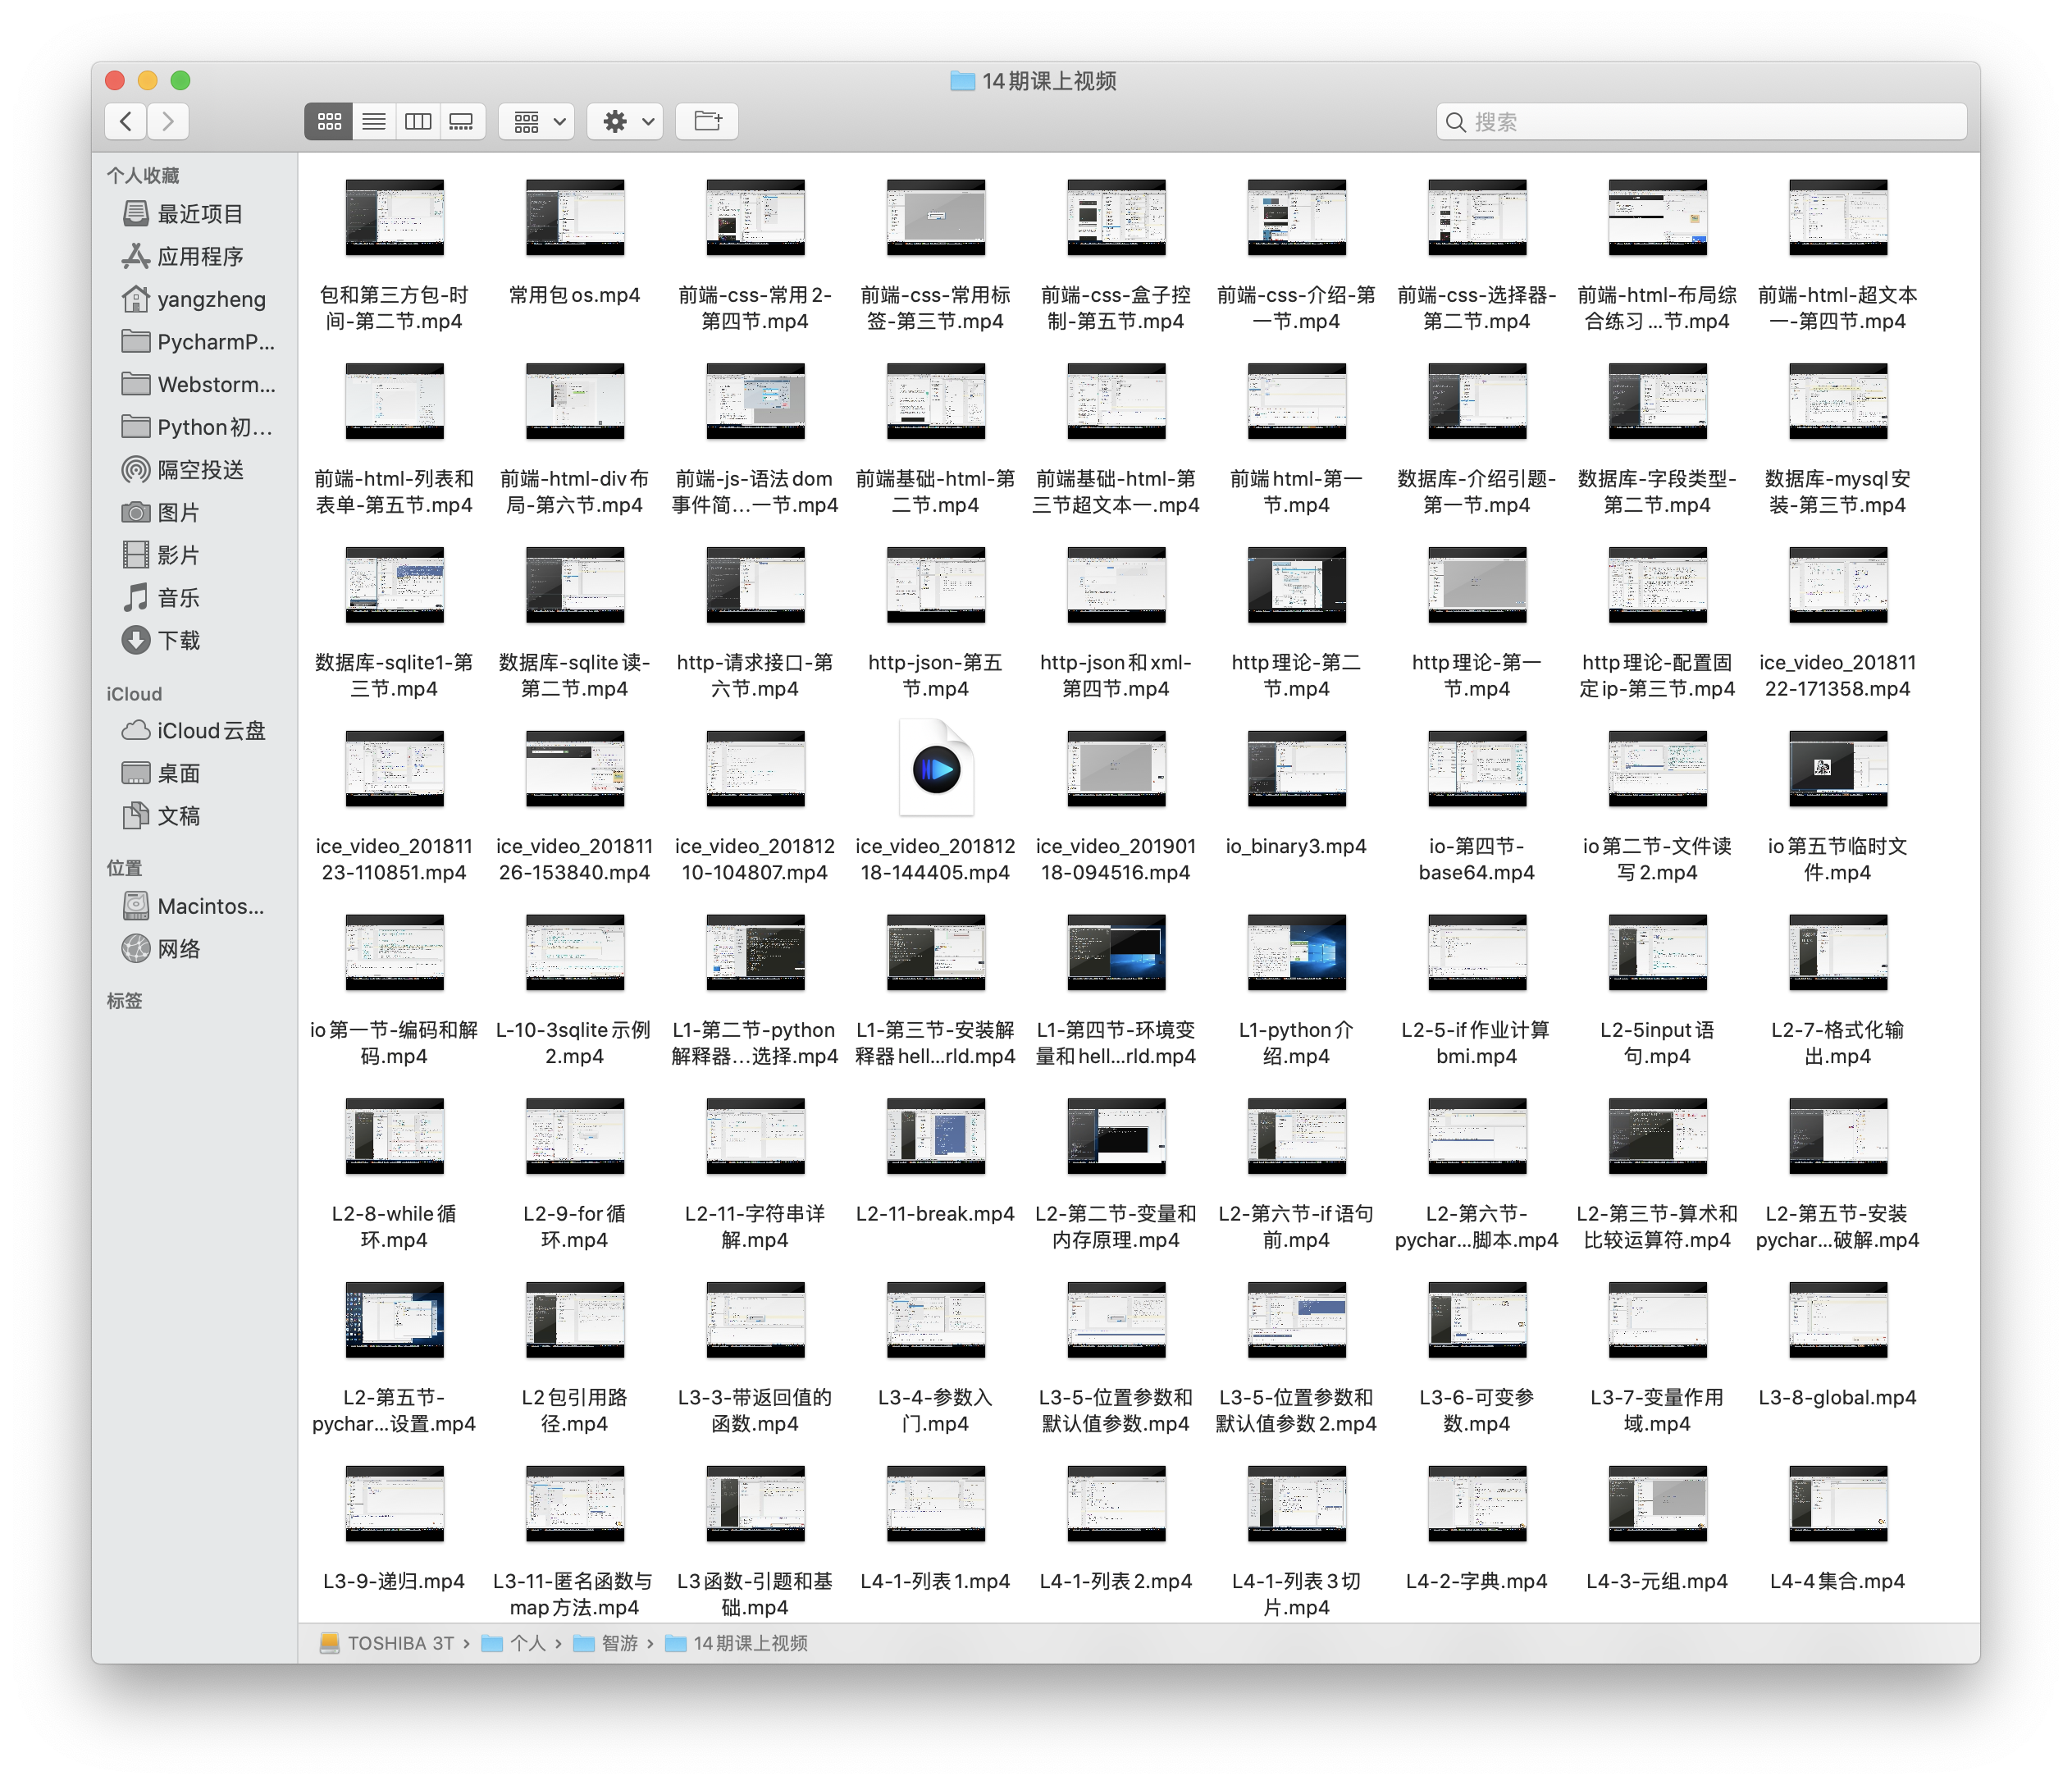 14期课上视频
搜索
个人收藏
最近项目
应用程序
yangzheng
PycharmP...
Webstorm...
Python初...
隔空投送
图片
影片
音乐
下载
iCloud
iCloud云盘
桌面
文稿
位置
Macintos...
网络
标签
包和第三方包-时
间-第二节.mp4
常用包os.mp4
前端-css-常用2-
第四节.mp4
前端-css-常用标
签-第三节.mp4
前端-css-盒子控
制-第五节.mp4
前端-css-介绍-第
一节.mp4
前端-css-选择器-
第二节.mp4
前端-html-布局综
合练习...节.mp4
前端-html-超文本
一-第四节.mp4
前端-html-列表和
表单-第五节.mp4
前端-html-div布
局-第六节.mp4
前端-js-语法dom
事件简...一节.mp4
前端基础-html-第
二节.mp4
前端基础-html-第
三节超文本一.mp4
前端html-第一
节.mp4
数据库-介绍引题-
第一节.mp4
数据库-字段类型-
第二节.mp4
数据库-mysql安
装-第三节.mp4
数据库-sqlite1-第
三节.mp4
数据库-sqlite读-
第二节.mp4
http-请求接口-第
六节.mp4
http-json-第五
节.mp4
http-json和xml-
第四节.mp4
http理论-第二
节.mp4
http理论-第一
节.mp4
http理论-配置固
定ip-第三节.mp4
ice_video_201811
22-171358.mp4
ice_video_201811
23-110851.mp4
ice_video_201811
26-153840.mp4
ice_video_201812
10-104807.mp4
ice_video_201812
18-144405.mp4
ice_video_201901
18-094516.mp4
io_binary3.mp4
io-第四节-
base64.mp4
io第二节-文件读
写2.mp4
io第五节临时文
件.mp4
io第一节-编码和解
码.mp4
L-10-3sqlite示例
2.mp4
L1-第二节-python
解释器...选择.mp4
L1-第三节-安装解
释器hell...rld.mp4
L1-第四节-环境变
量和hell...rld.mp4
L1-python介
绍.mp4
L2-5-if作业计算
bmi.mp4
L2-5input语
句.mp4
L2-7-格式化输
出.mp4
L2-8-while循
环.mp4
L2-9-for循
环.mp4
L2-11-字符串详
解.mp4
L2-11-break.mp4
L2-第二节-变量和
内存原理.mp4
L2-第六节-if语句
前.mp4
L2-第六节-
pychar...脚本.mp4
L2-第三节-算术和
比较运算符.mp4
L2-第五节-安装
pychar...破解.mp4
L2-第五节-
pychar...设置.mp4
L2包引用路
径.mp4
L3-3-带返回值的
函数.mp4
L3-4-参数入
门.mp4
L3-5-位置参数和
默认值参数.mp4
L3-5-位置参数和
默认值参数2.mp4
L3-6-可变参
数.mp4
L3-7-变量作用
域.mp4
L3-8-global.mp4
L3-9-递归.mp4
L3-11-匿名函数与
map方法.mp4
L3函数-引题和基
础.mp4
L4-1-列表1.mp4
L4-1-列表2.mp4
L4-1-列表3切
片.mp4
L4-2-字典.mp4
L4-3-元组.mp4
L4-4集合.mp4
TOSHIBA 3T › 个人 › 智游 › 14期课上视频